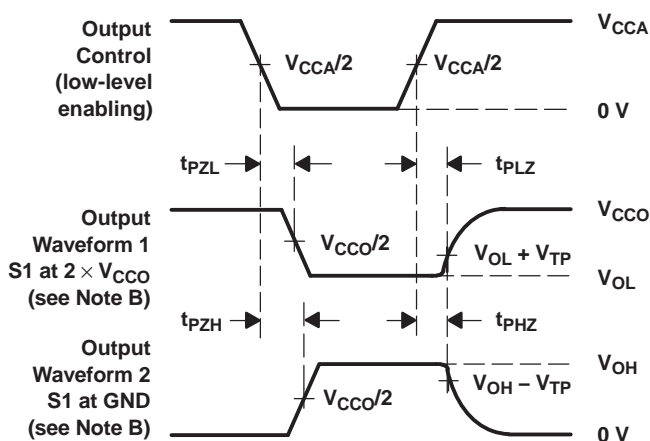 Output
Control
(low-level
enabling)
V_CCA/2
V_CCA/2
V_CCA
0 V
t_PZL
t_PLZ
Output
Waveform 1
S1 at 2 × V_CCO
(see Note B)
V_CCO/2
V_CCO
V_OL + V_TP
V_OL
t_PZH
t_PHZ
Output
Waveform 2
S1 at GND
(see Note B)
V_CCO/2
V_OH
V_OH − V_TP
0 V